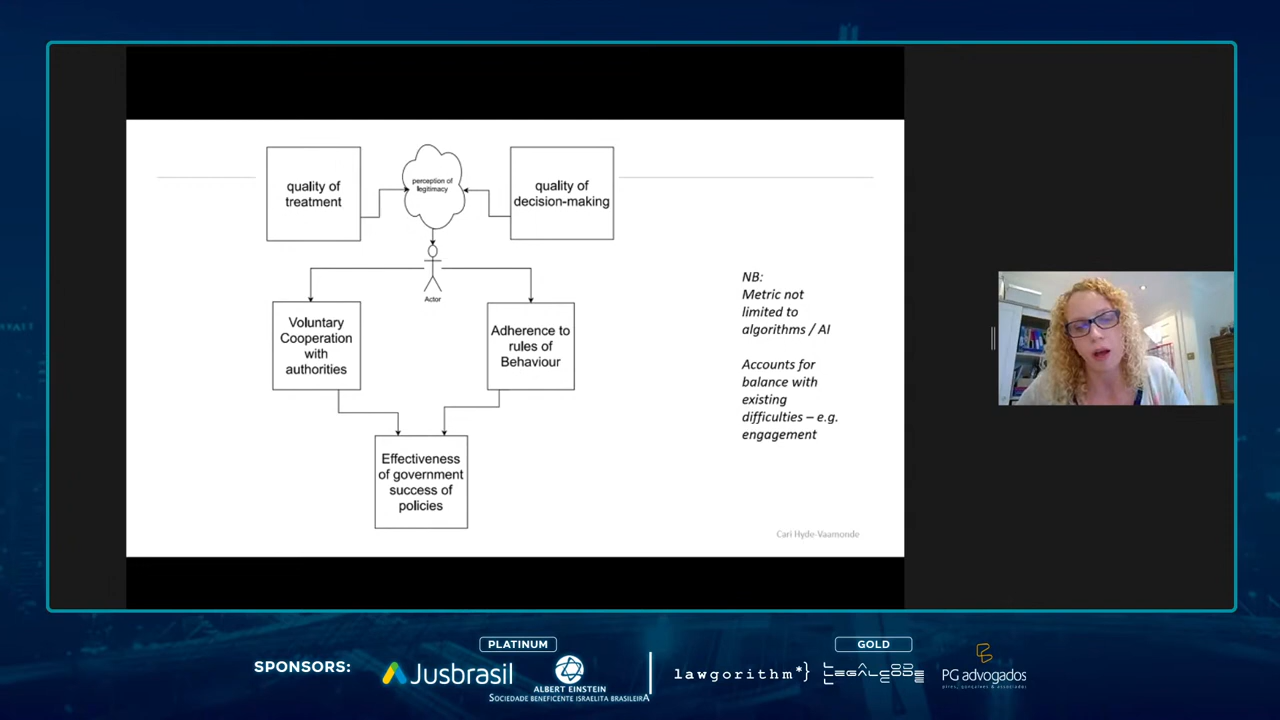 quality of
treatment
perception of
legitimacy
quality of
decision-making
Actor
Voluntary
Cooperation
with
authorities
Adherence to
rules of
Behaviour
Effectiveness
of government
success of
policies
NB:
Metric not
limited to
algorithms / AI
Accounts for
balance with
existing
difficulties – e.g.
engagement
Cari Hyde-Vaamonde
SPONSORS:
PLATINUM
Jusbrasil
ALBERT EINSTEIN
SOCIEDADE BENEFICENTE ISRAELITA BRASILEIRA
lawgorithm*}
GOLD
LEGALCODE
PG advogados